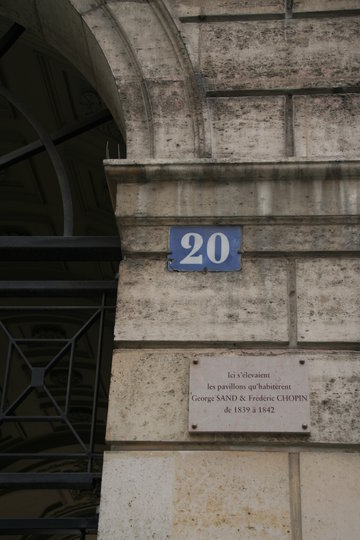 20
Ici s'élevaient
les pavillons qu'habitèrent
George SAND & Frédéric CHOPIN
de 1839 à 1842